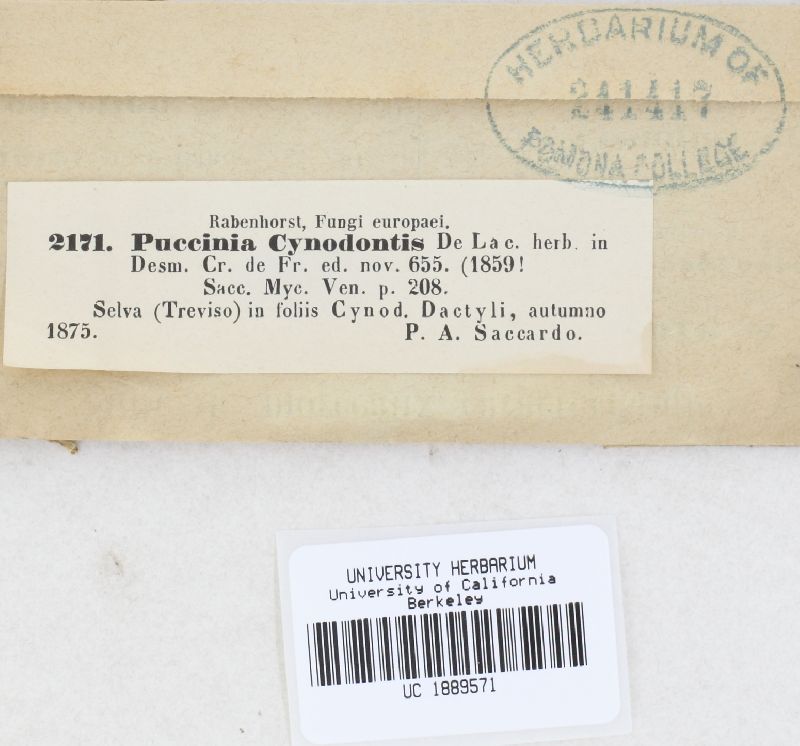 HERBARIUM OF
241417
POMONA COLLEGE
Rabenhorst, Fungi europaei.
2171. Puccinia Cynodontis De Lac. herb. in
Desm. Cr. de Fr. ed. nov. 655. (1859!
Sacc. Myc. Ven. p. 208.
Selva (Treviso) in foliis Cynod. Dactyli, autumno
1875. P. A. Saccardo.
UNIVERSITY HERBARIUM
University of California
Berkeley
UC 1889571